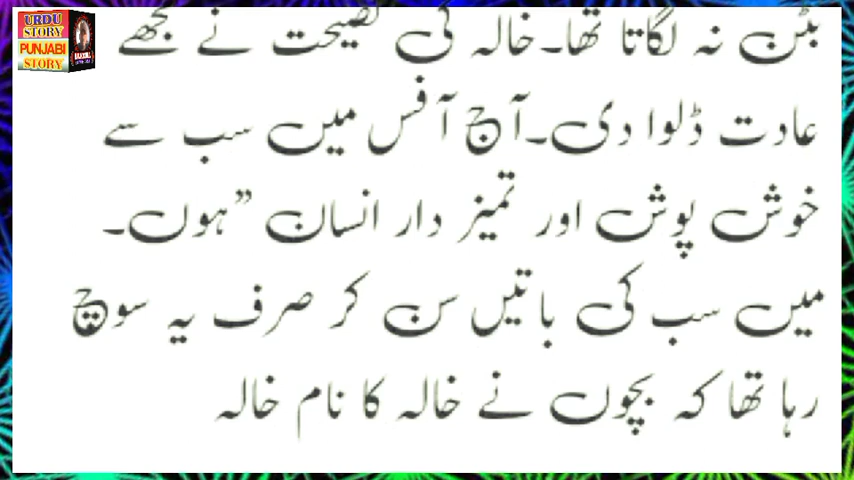 URDU
STORY
PUNJABI
STORY
بٹن نہ لگاتا تھا۔خالہ کی نصیحت نے مجھے
عادت ڈلوا دی۔آج آفس میں سب سے
خوش پوش اور تمیز دار انسان ”ہوں۔
میں سب کی باتیں سن کر صرف یہ سوچ
رہا تھا کہ بچوں نے خالہ کا نام خالہ